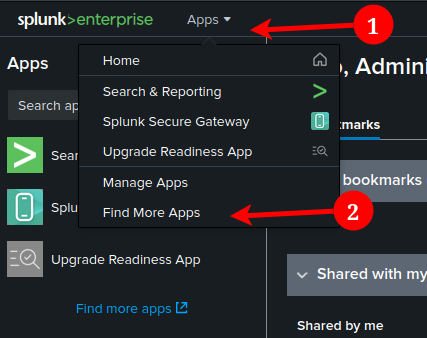 splunk>enterprise Apps
1
Apps
Home
Search & Reporting
Splunk Secure Gateway
Upgrade Readiness App
Manage Apps
Find More Apps
2
Search ap
Sear
Splu
Upgrade Readiness App
Find more apps
o, Admini
kmarks
bookmarks
Shared with my
Shared by me